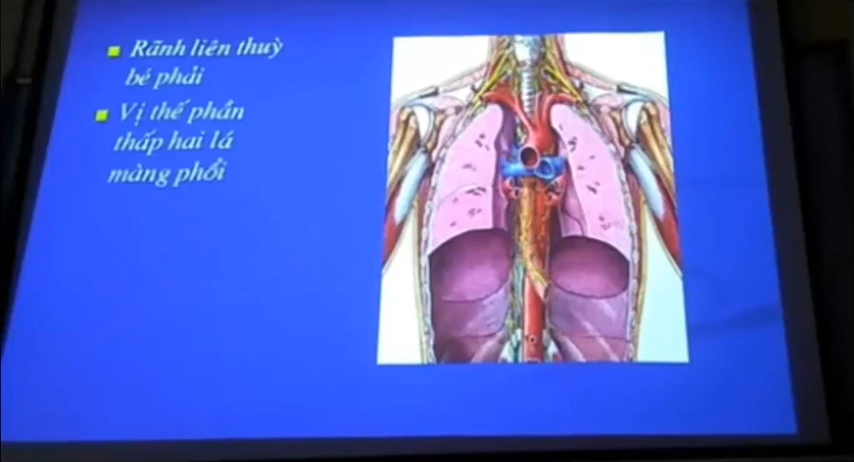 Rãnh liên thuỳ
bé phải
Vị thế phần
thấp hai lá
màng phổi